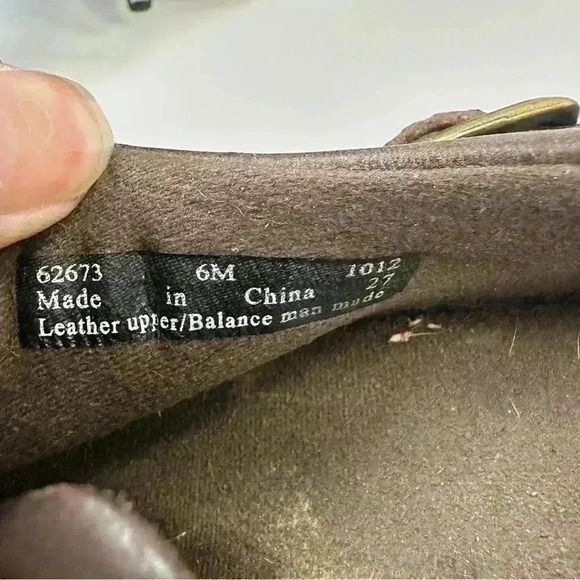 62673 6M 1012
Made in China 27
Leather upper/Balance man made